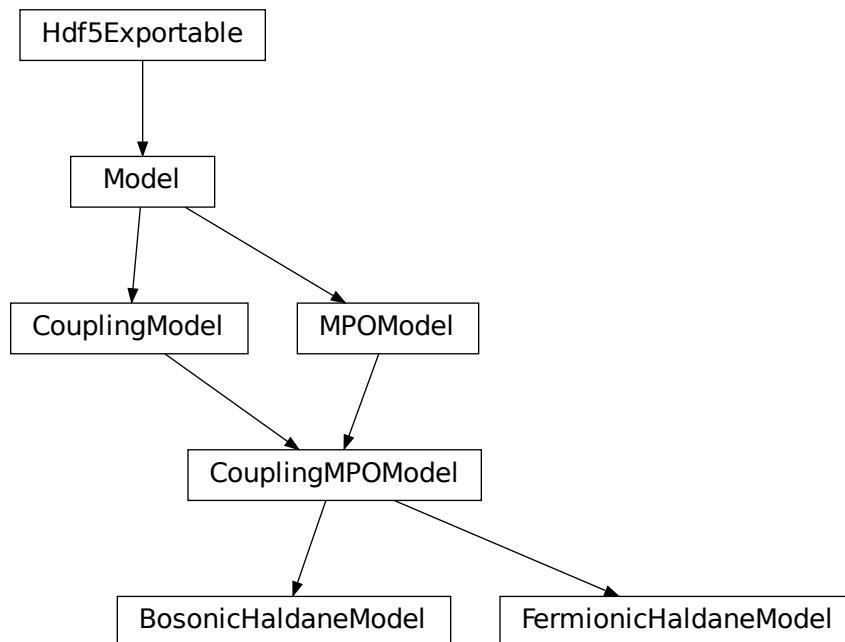 Hdf5Exportable
Model
CouplingModel
MPOModel
CouplingMPOModel
BosonicHaldaneModel
FermionicHaldaneModel